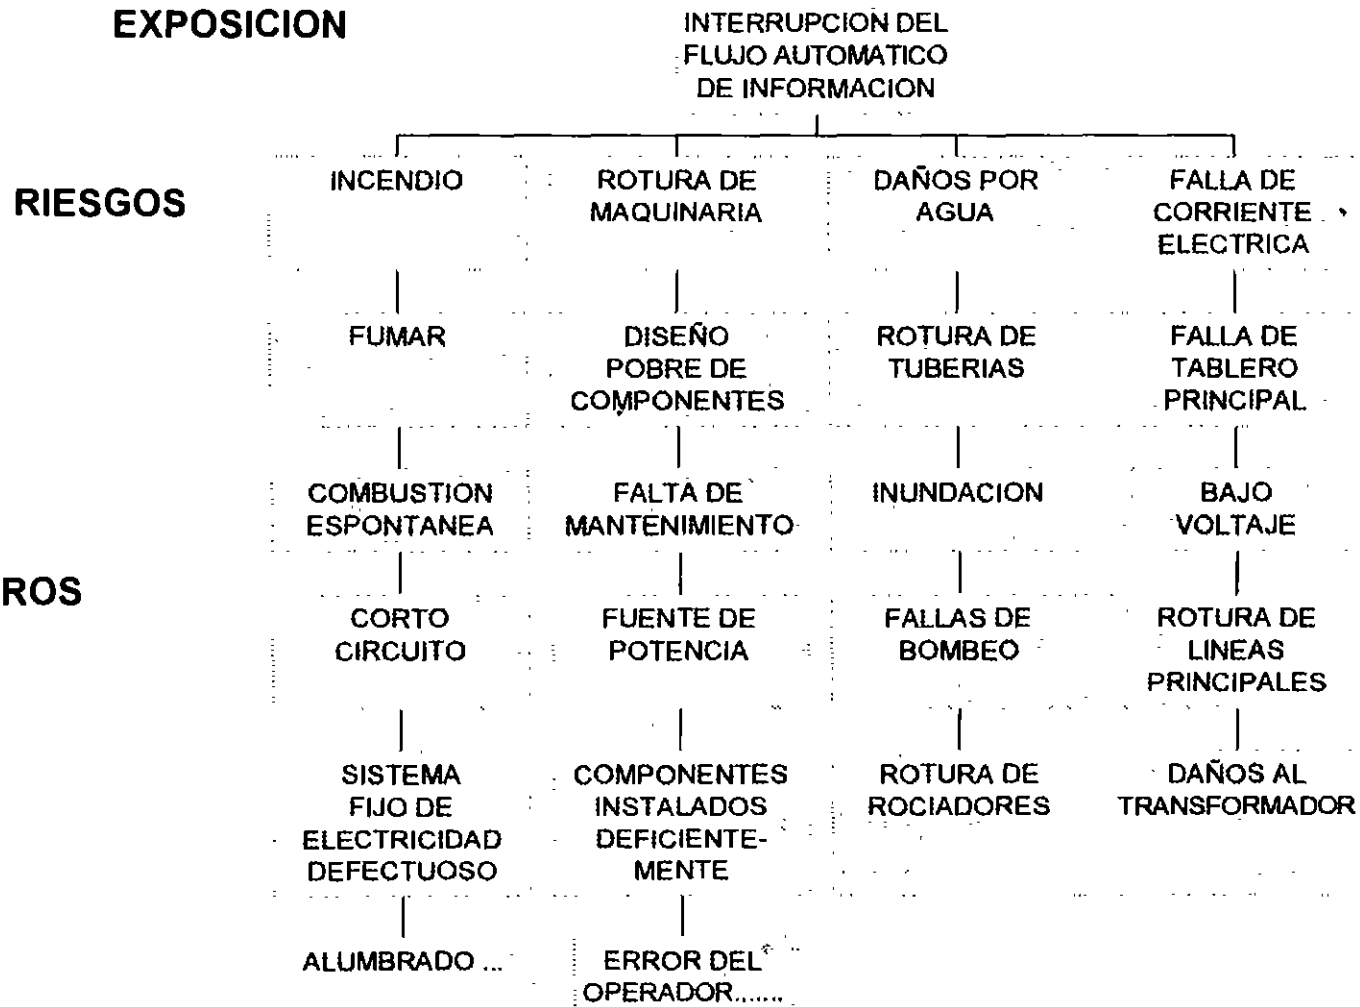 EXPOSICION
INTERRUPCION DEL
FLUJO AUTOMATICO
DE INFORMACION
RIESGOS
INCENDIO
ROTURA DE
MAQUINARIA
DAÑOS POR
AGUA
FALLA DE
CORRIENTE
ELECTRICA
FUMAR
DISEÑO
POBRE DE
COMPONENTES
ROTURA DE
TUBERIAS
FALLA DE
TABLERO
PRINCIPAL
COMBUSTION
ESPONTANEA
FALTA DE
MANTENIMIENTO
INUNDACION
BAJO
VOLTAJE
ROS
CORTO
CIRCUITO
FUENTE DE
POTENCIA
FALLAS DE
BOMBEO
ROTURA DE
LINEAS
PRINCIPALES
SISTEMA
FIJO DE
ELECTRICIDAD
DEFECTUOSO
COMPONENTES
INSTALADOS
DEFICIENTE-
MENTE
ROTURA DE
ROCIADORES
DAÑOS AL
TRANSFORMADOR
ALUMBRADO ...
ERROR DEL
OPERADOR.......